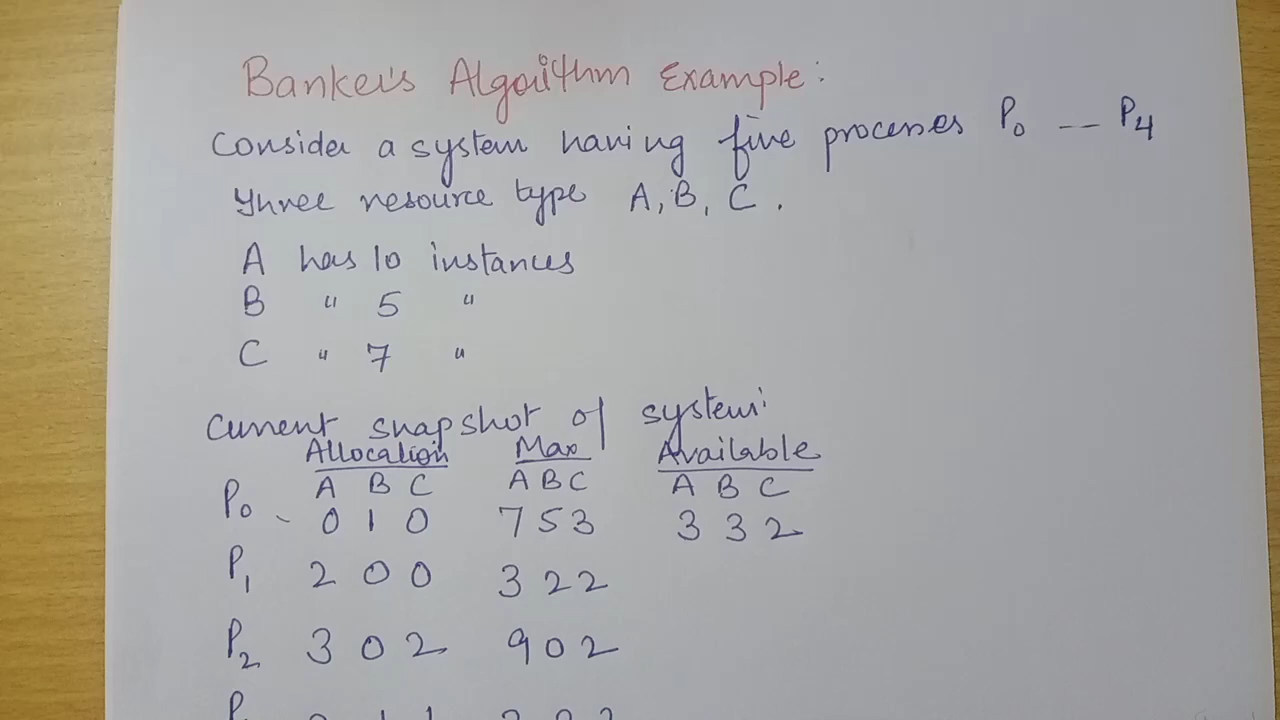 Banker's Algorithm Example:
Consider a system having five processes P0 --- P4
three resource type A, B, C.
A has 10 instances
B " 5 "
C " 7 "
Current snapshot of system:
Allocation Max Available
A B C A B C A B C
P0 0 1 0 7 5 3 3 3 2
P1 2 0 0 3 2 2
P2 3 0 2 9 0 2
P